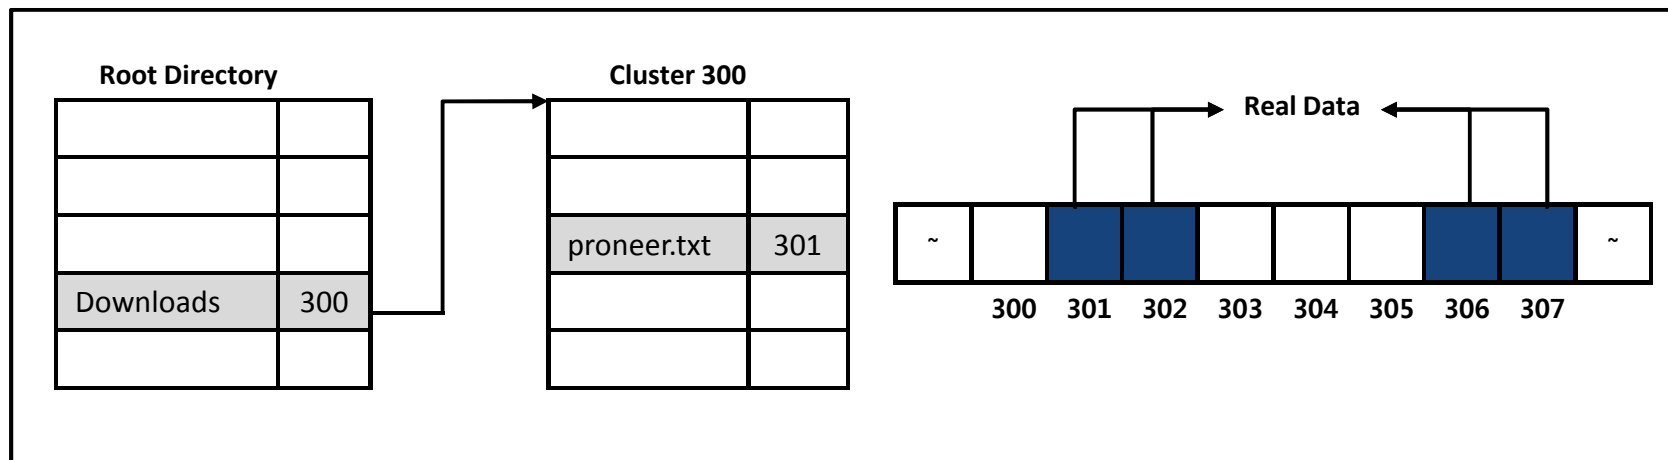 Root Directory
Downloads 300
Cluster 300
proneer.txt 301
Real Data
~ ~
300 301 302 303 304 305 306 307